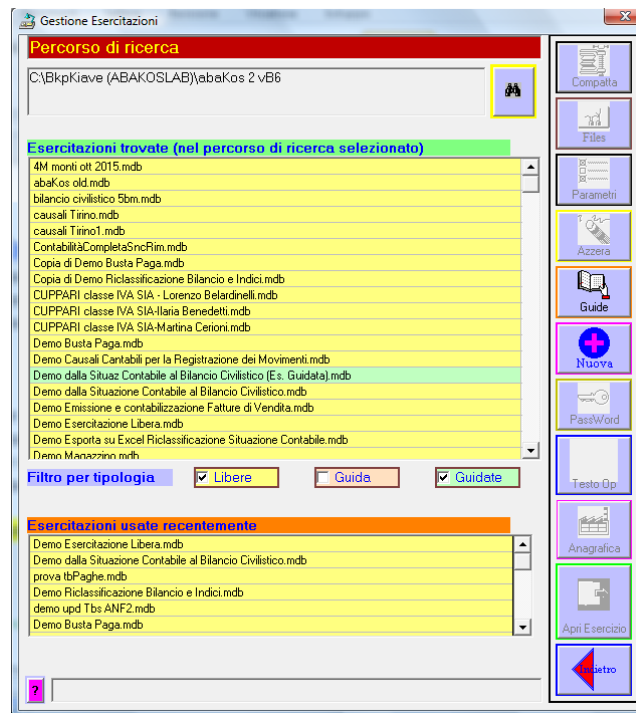 Gestione Esercitazioni
Percorso di ricerca
C:\BkpKiave (ABAKOSLAB)\abaKos 2 vB6
Esercitazioni trovate (nel percorso di ricerca selezionato)
4M monti ott 2015.mdb
abaKos old.mdb
bilancio civilistico 5bm.mdb
causali Tirino.mdb
causali Tirino1.mdb
ContabilitàCompletaSncRim.mdb
Copia di Demo Busta Paga.mdb
Copia di Demo Riclassificazione Bilancio e Indici.mdb
CUPPARI classe IVA SIA - Lorenzo Belardinelli.mdb
CUPPARI classe IVA SIA-Ilaria Benedetti.mdb
CUPPARI classe IVA SIA-Martina Cerioni.mdb
Demo Busta Paga.mdb
Demo Causali Cantabili per la Registrazione dei Movimenti.mdb
Demo dalla Situaz Contabile al Bilancio Civilistico (Es. Guidata).mdb
Demo dalla Situazione Contabile al Bilancio Civilistico.mdb
Demo Emissione e contabilizzazione Fatture di Vendita.mdb
Demo Esercitazione Libera.mdb
Demo Esporta su Excel Riclassificazione Situazione Contabile.mdb
Demo Magazzino.mdb
Filtro per tipologia
Libere
Guida
Guidate
Esercitazioni usate recentemente
Demo Esercitazione Libera.mdb
Demo dalla Situazione Contabile al Bilancio Civilistico.mdb
prova tbPaghe.mdb
Demo Riclassificazione Bilancio e Indici.mdb
demo upd Tbs ANF2.mdb
Demo Busta Paga.mdb
?
Compatta
Files
Parametri
Azzera
Guide
Nuova
PassWord
Testo Op
Anagrafica
Apri Esercizio
Indietro